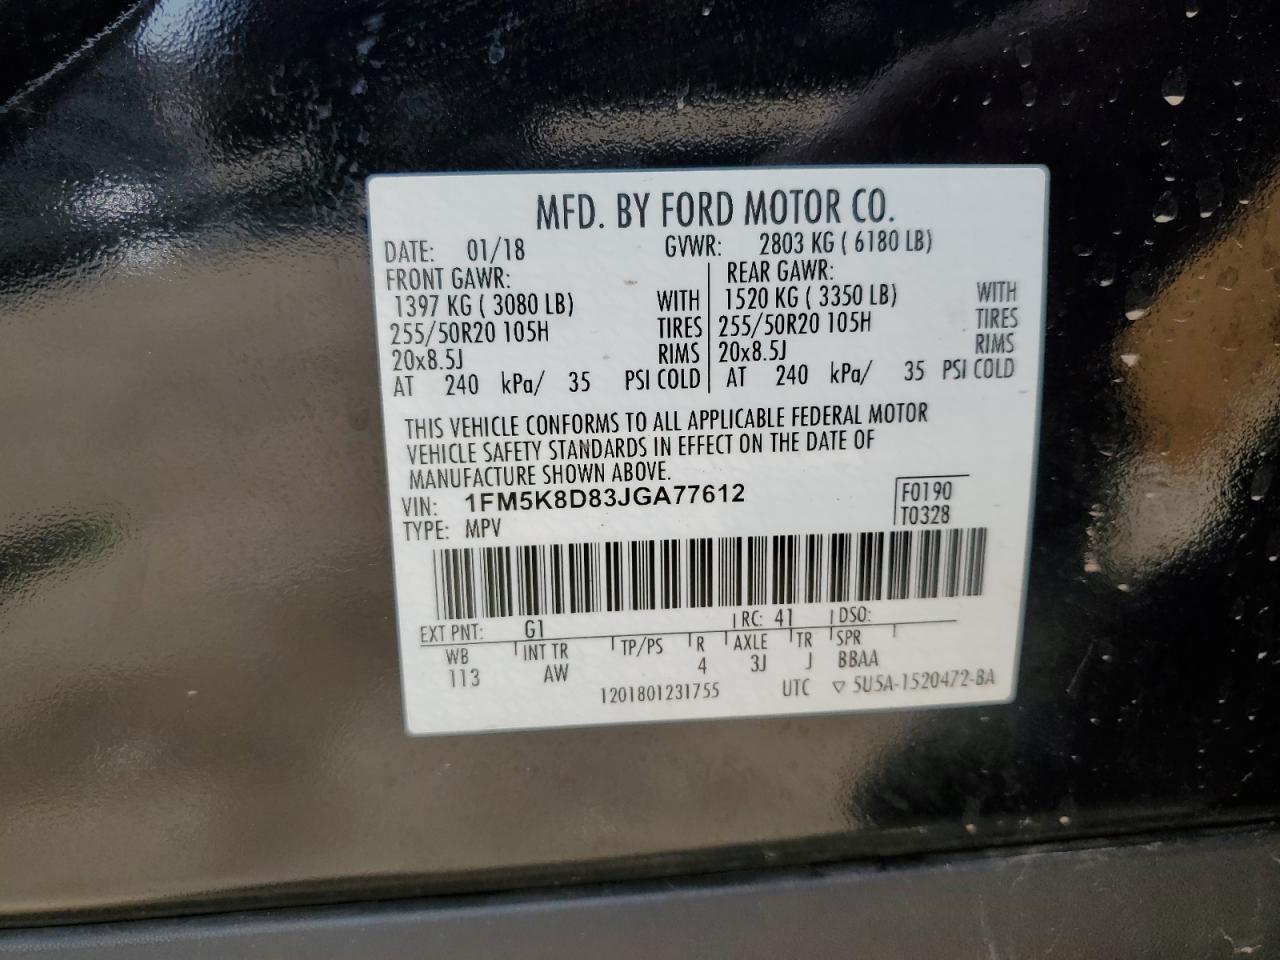 MFD. BY FORD MOTOR CO.
DATE: 01/18 GVWR: 2803 KG ( 6180 LB)
FRONT GAWR: REAR GAWR:
1397 KG ( 3080 LB) WITH 1520 KG ( 3350 LB) WITH
255/50R20 105H TIRES 255/50R20 105H TIRES
20x8.5J RIMS 20x8.5J RIMS
AT 240 kPa/ 35 PSI COLD AT 240 kPa/ 35 PSI COLD
THIS VEHICLE CONFORMS TO ALL APPLICABLE FEDERAL MOTOR
VEHICLE SAFETY STANDARDS IN EFFECT ON THE DATE OF
MANUFACTURE SHOWN ABOVE.
VIN: 1FM5K8D83JGA77612 F0190
TYPE: MPV T0328
EXT PNT: G1 RC: 41 DSO:
WB INT TR TP/PS R AXLE TR SPR
113 AW 4 3J J BBAA
1201801231755 UTC ▽ 5U5A-1520472-BA